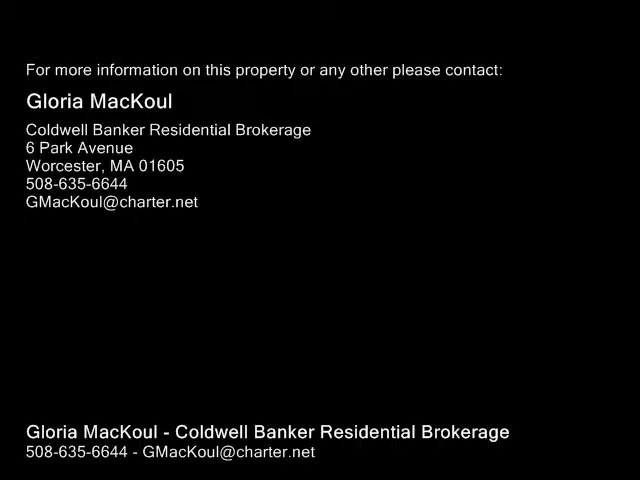 For more information on this property or any other please contact:
Gloria MacKoul
Coldwell Banker Residential Brokerage
6 Park Avenue
Worcester, MA 01605
508-635-6644
GMacKoul@charter.net
Gloria MacKoul - Coldwell Banker Residential Brokerage
508-635-6644 - GMacKoul@charter.net